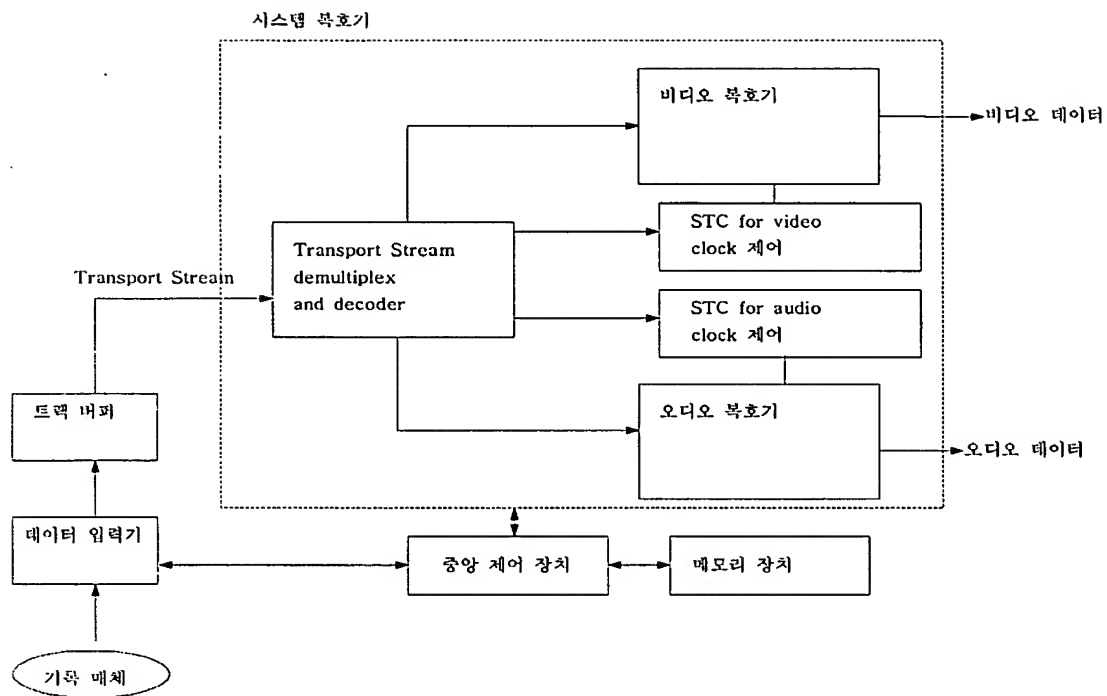 시스템 복호기
비디오 복호기
비디오 데이터
STC for video
clock 제어
Transport Stream
demultiplex
and decoder
Transport Stream
STC for audio
clock 제어
트랙 버퍼
오디오 복호기
오디오 데이터
데이터 입력기
중앙 제어 장치
메모리 장치
기록 매체